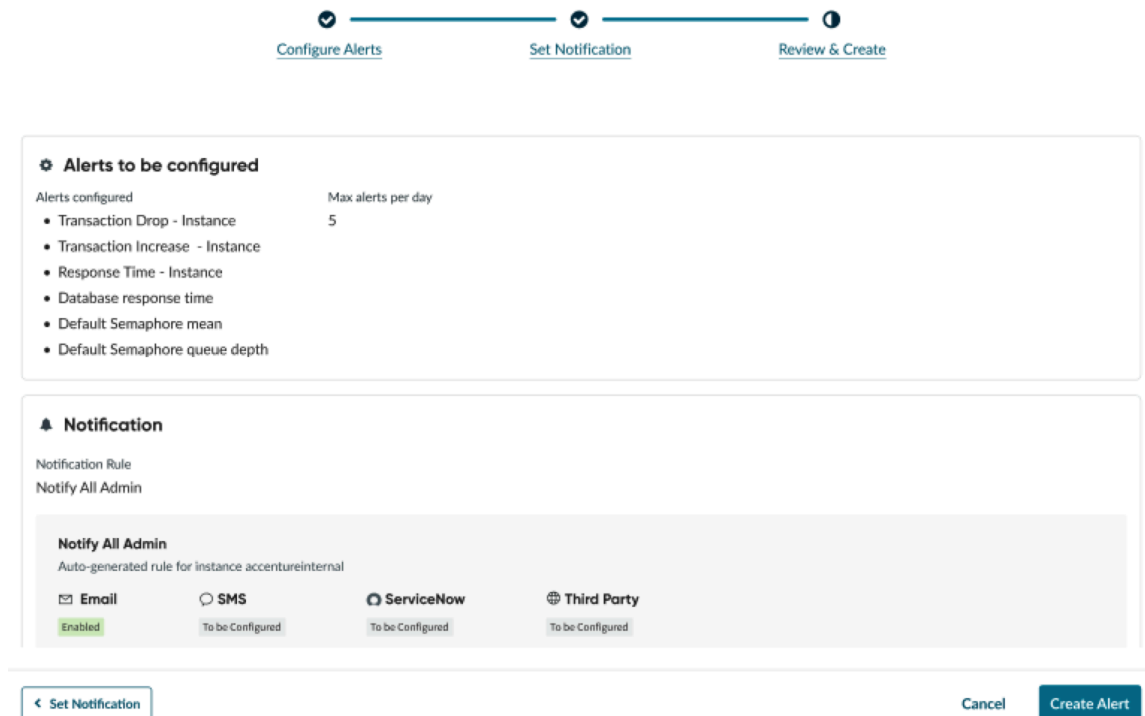 Configure Alerts
Set Notification
Review & Create
Alerts to be configured
Alerts configured
Max alerts per day
Transaction Drop - Instance
5
Transaction Increase - Instance
Response Time - Instance
Database response time
Default Semaphore mean
Default Semaphore queue depth
Notification
Notification Rule
Notify All Admin
Notify All Admin
Auto-generated rule for instance accentureinternal
Email
SMS
ServiceNow
Third Party
Enabled
To be Configured
To be Configured
To be Configured
Set Notification
Cancel
Create Alert